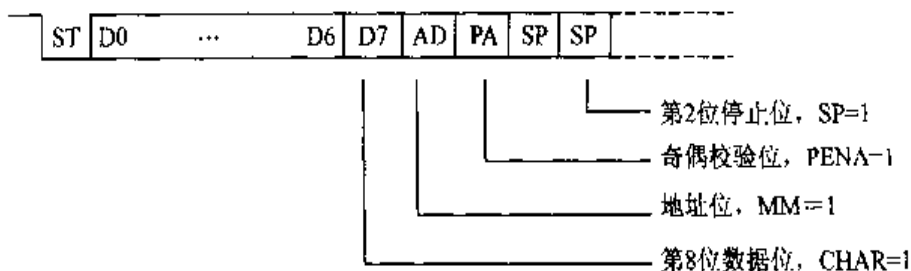 ST D0 … D6 D7 AD PA SP SP
第2位停止位，SP=1
奇偶校验位，PENA=1
地址位，MM=1
第8位数据位，CHAR=1